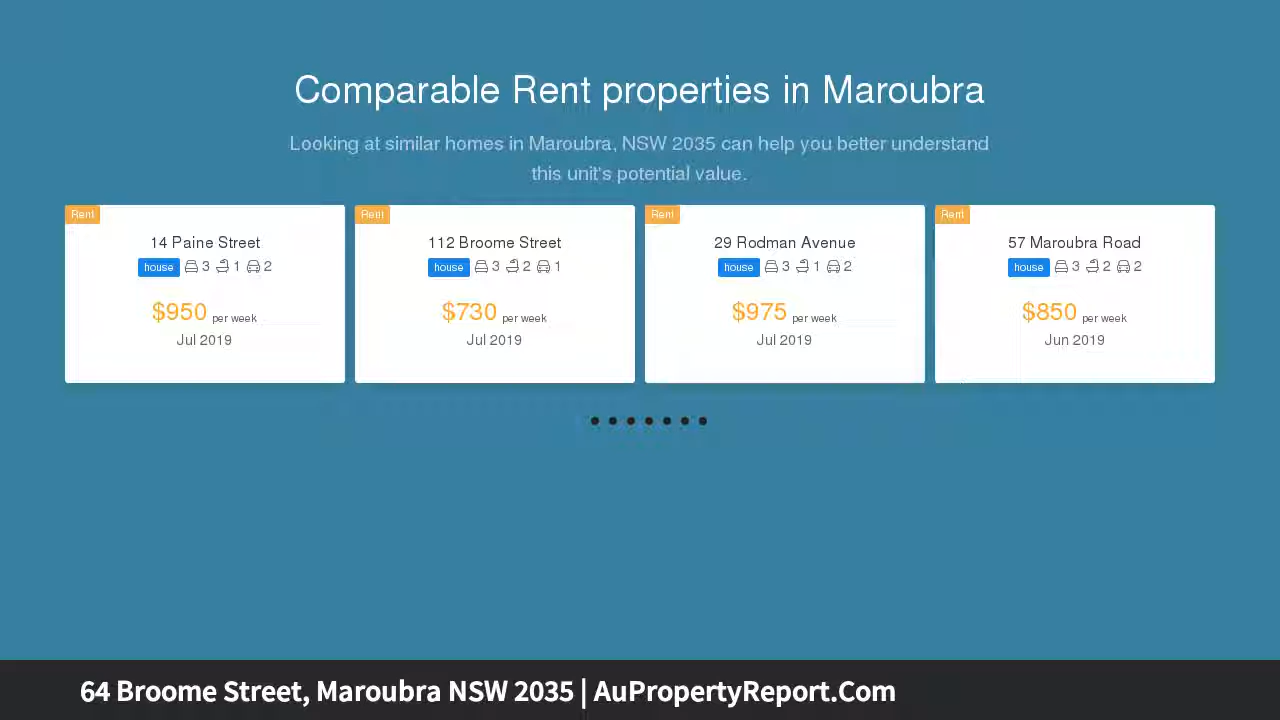 Comparable Rent properties in Maroubra
Looking at similar homes in Maroubra, NSW 2035 can help you better understand
this unit's potential value.
Rent
14 Paine Street
house 3 1 2
$950 per week
Jul 2019
Rent
112 Broome Street
house 3 2 1
$730 per week
Jul 2019
Rent
29 Rodman Avenue
house 3 1 2
$975 per week
Jul 2019
Rent
57 Maroubra Road
house 3 2 2
$850 per week
Jun 2019
64 Broome Street, Maroubra NSW 2035 | AuPropertyReport.Com